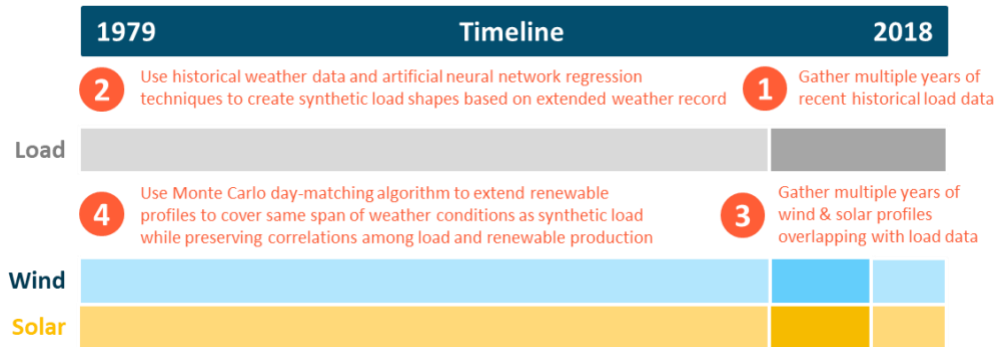 1979 Timeline 2018
2 Use historical weather data and artificial neural network regression
techniques to create synthetic load shapes based on extended weather record
1 Gather multiple years of
recent historical load data
Load
4 Use Monte Carlo day-matching algorithm to extend renewable
profiles to cover same span of weather conditions as synthetic load
while preserving correlations among load and renewable production
3 Gather multiple years of
wind & solar profiles
overlapping with load data
Wind
Solar